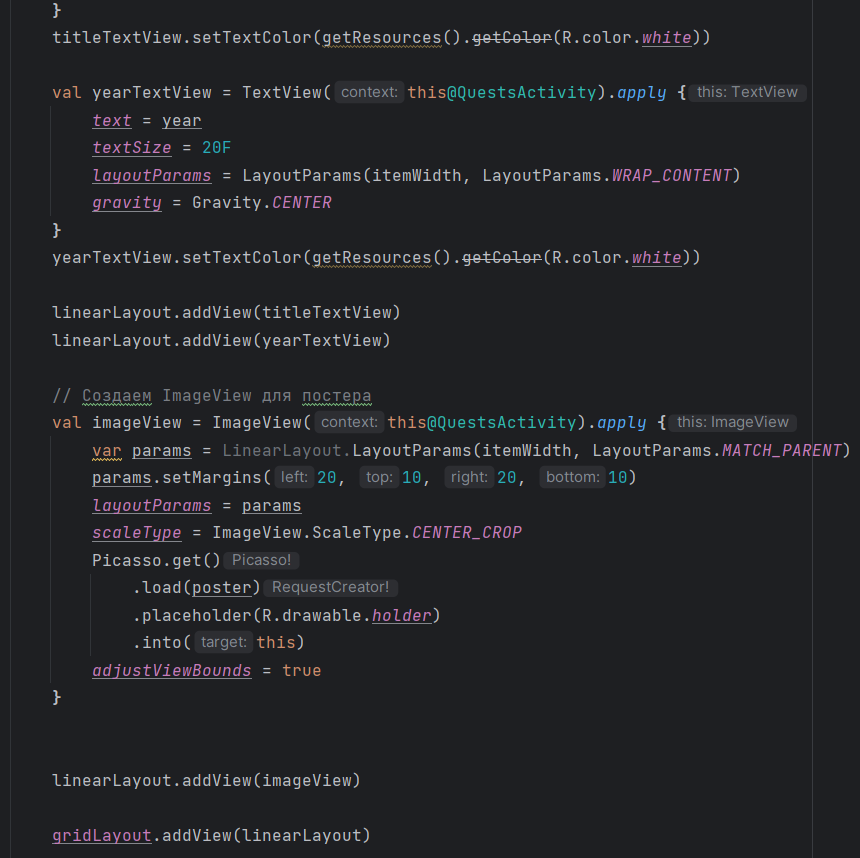 }
titleTextView.setTextColor(getResources().getColor(R.color.white))
val yearTextView = TextView( context: this@QuestsActivity).apply { this: TextView
text = year
textSize = 20F
layoutParams = LayoutParams(itemWidth, LayoutParams.WRAP_CONTENT)
gravity = Gravity.CENTER
}
yearTextView.setTextColor(getResources().getColor(R.color.white))
linearLayout.addView(titleTextView)
linearLayout.addView(yearTextView)
// Создаем ImageView для постера
val imageView = ImageView( context: this@QuestsActivity).apply { this: ImageView
var params = LinearLayout.LayoutParams(itemWidth, LayoutParams.MATCH_PARENT)
params.setMargins( left: 20, top: 10, right: 20, bottom: 10)
layoutParams = params
scaleType = ImageView.ScaleType.CENTER_CROP
Picasso.get() Picasso!
.load(poster) RequestCreator!
.placeholder(R.drawable.holder)
.into( target: this)
adjustViewBounds = true
}
linearLayout.addView(imageView)
gridLayout.addView(linearLayout)